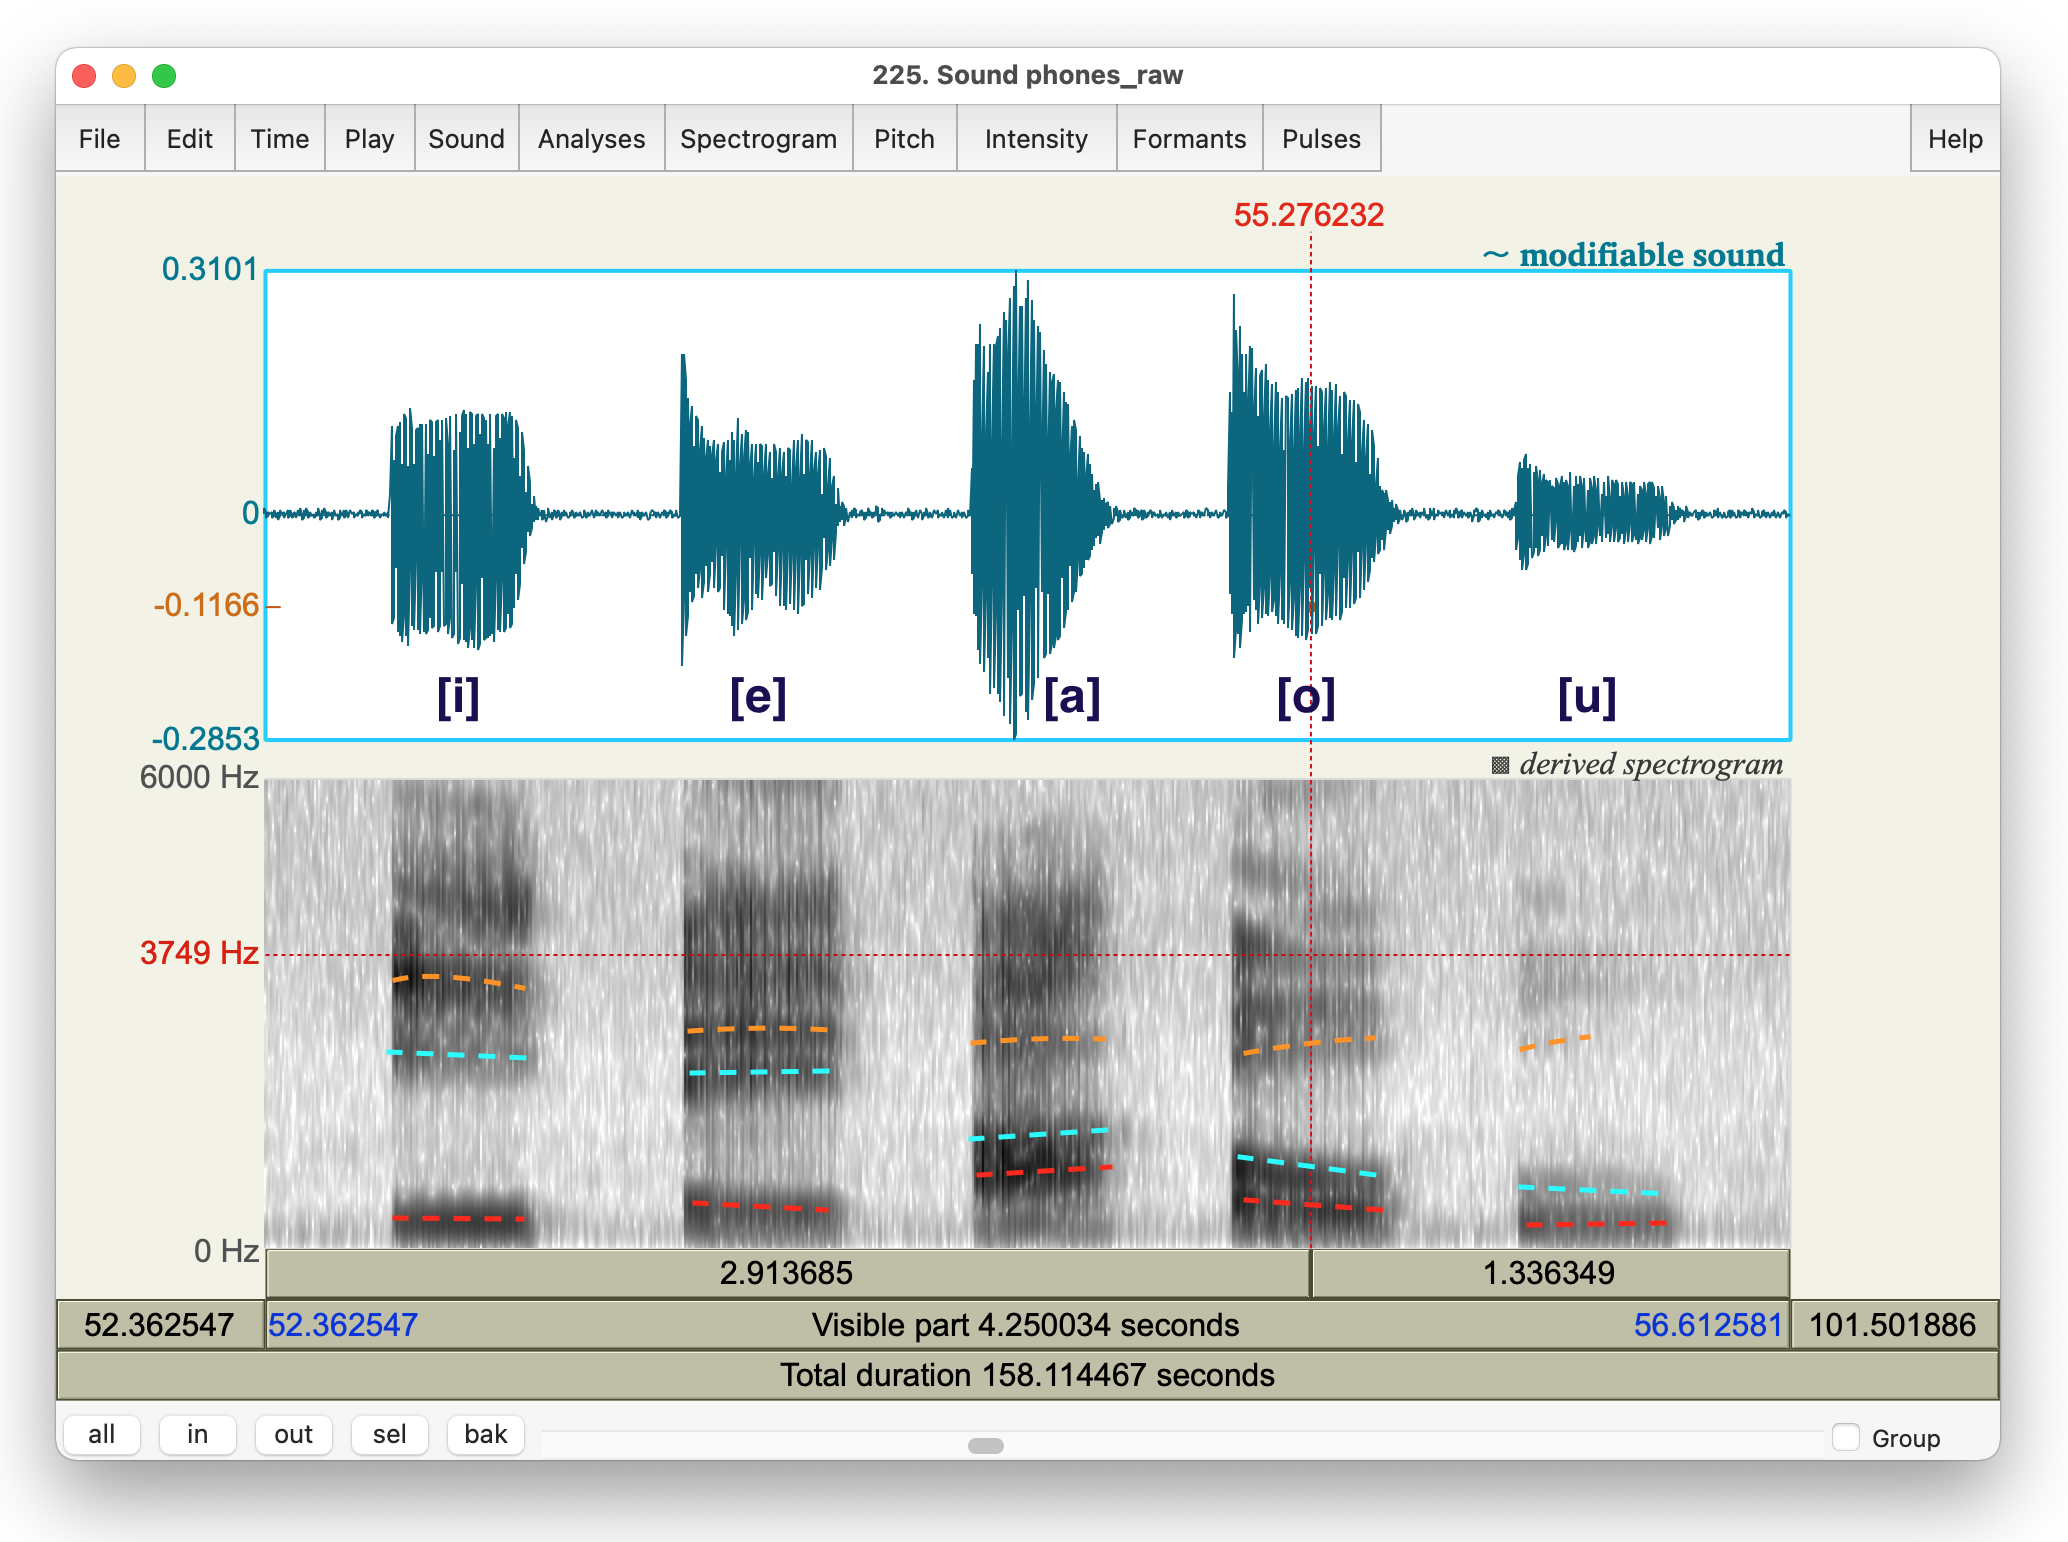 225. Sound phones_raw
File Edit Time Play Sound Analyses Spectrogram Pitch Intensity Formants Pulses Help
55.276232
~ modifiable sound
0.3101
0
-0.1166
-0.2853
[i] [e] [a] [o] [u]
derived spectrogram
6000 Hz
3749 Hz
0 Hz
2.913685 1.336349
52.362547 52.362547 Visible part 4.250034 seconds 56.612581 101.501886
Total duration 158.114467 seconds
all in out sel bak Group